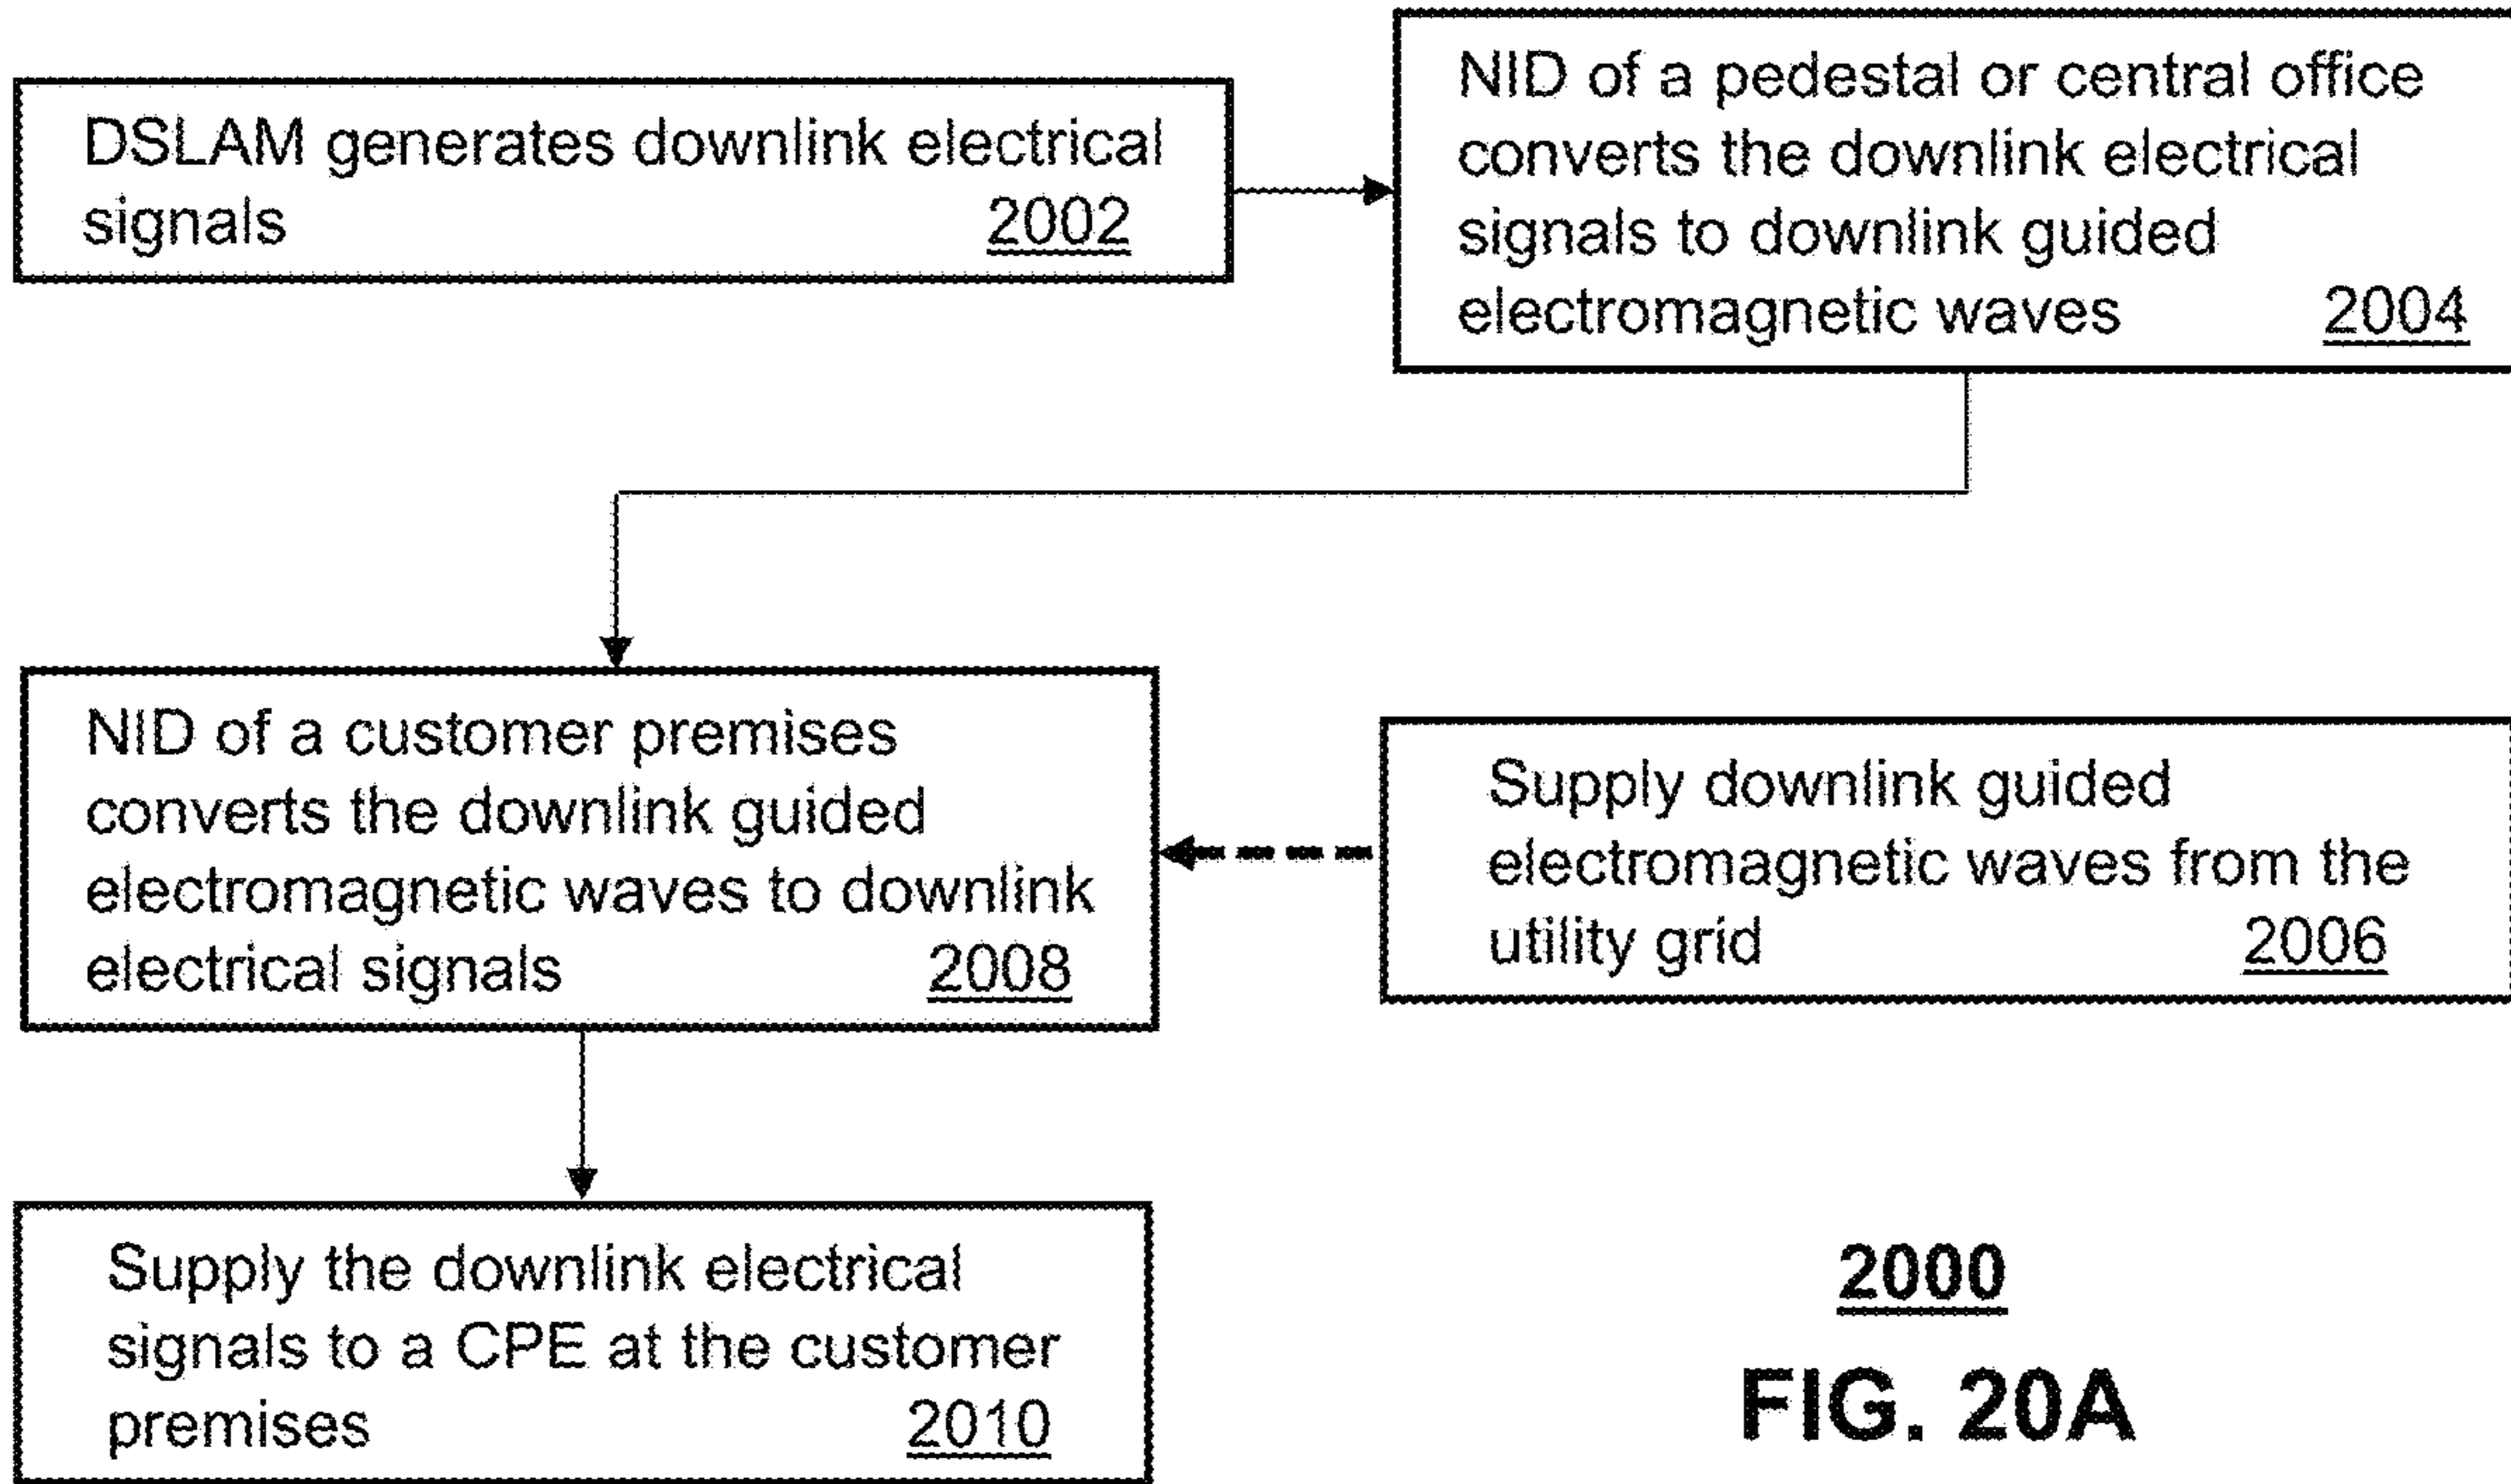 DSLAM generates downlink electrical
signals 2002
NID of a pedestal or central office
converts the downlink electrical
signals to downlink guided
electromagnetic waves 2004
NID of a customer premises
converts the downlink guided
electromagnetic waves to downlink
electrical signals 2008
Supply downlink guided
electromagnetic waves from the
utility grid 2006
Supply the downlink electrical
signals to a CPE at the customer
premises 2010
2000
FIG. 20A